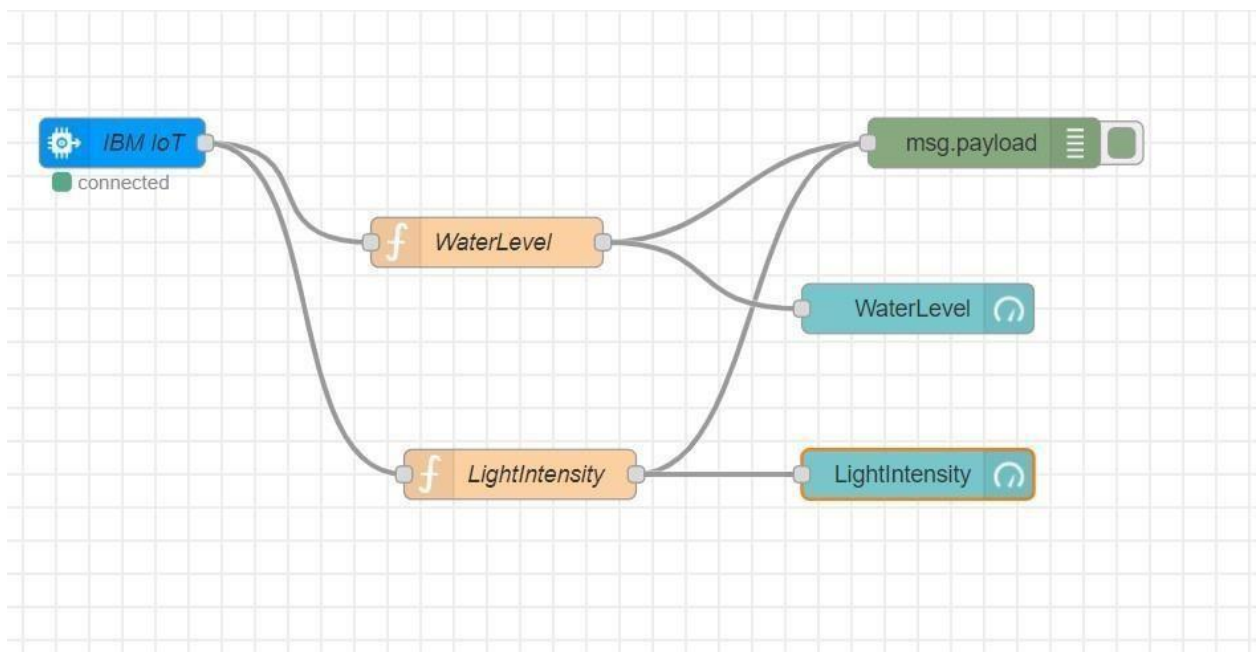 IBM IoT
connected
msg.payload
WaterLevel
WaterLevel
LightIntensity
LightIntensity